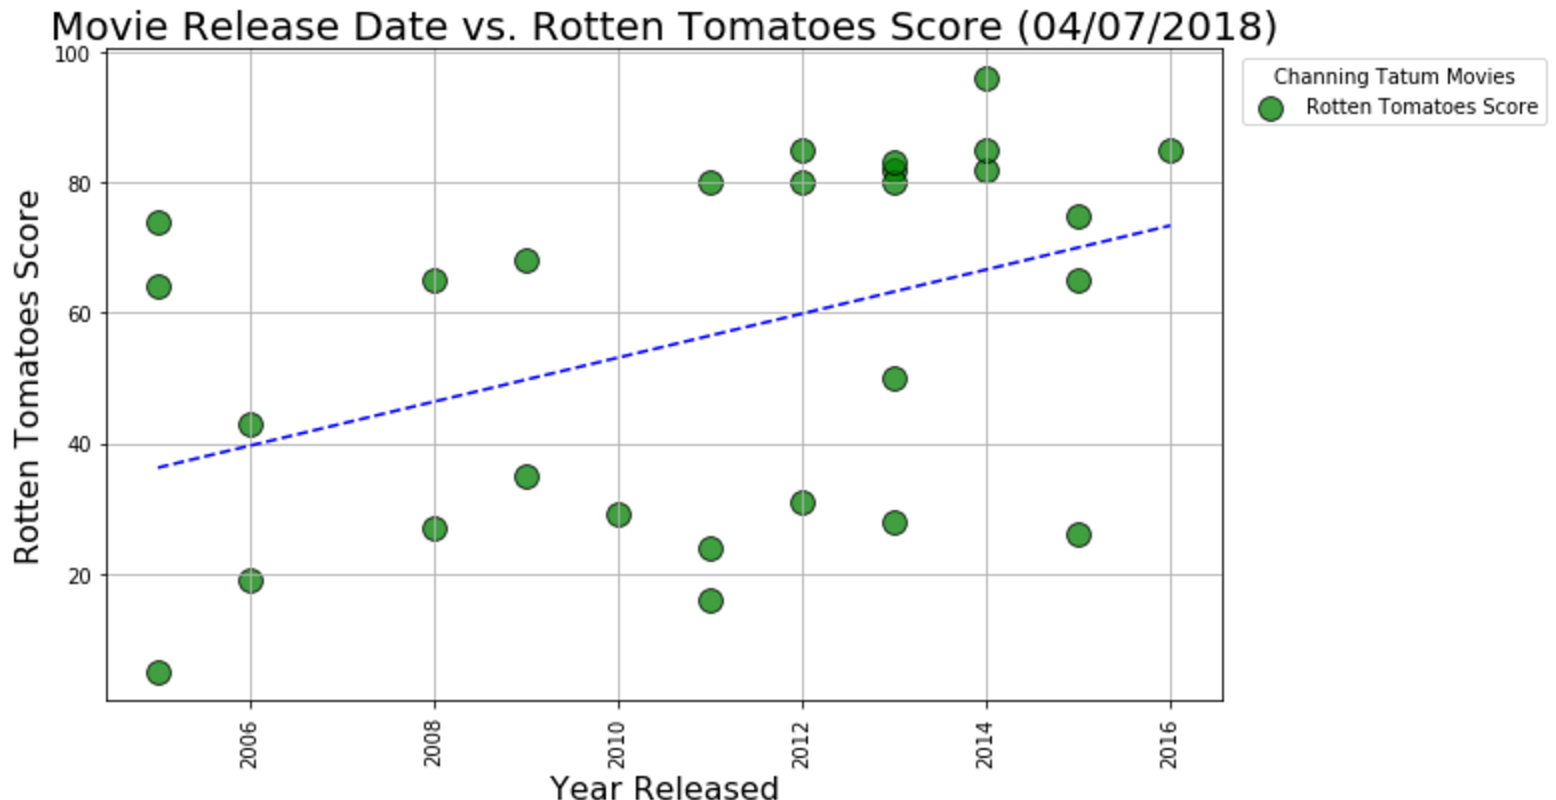 Movie Release Date vs. Rotten Tomatoes Score (04/07/2018)
Channing Tatum Movies
Rotten Tomatoes Score
Rotten Tomatoes Score
100
80
60
40
20
2006
2008
2010
2012
2014
2016
Year Released